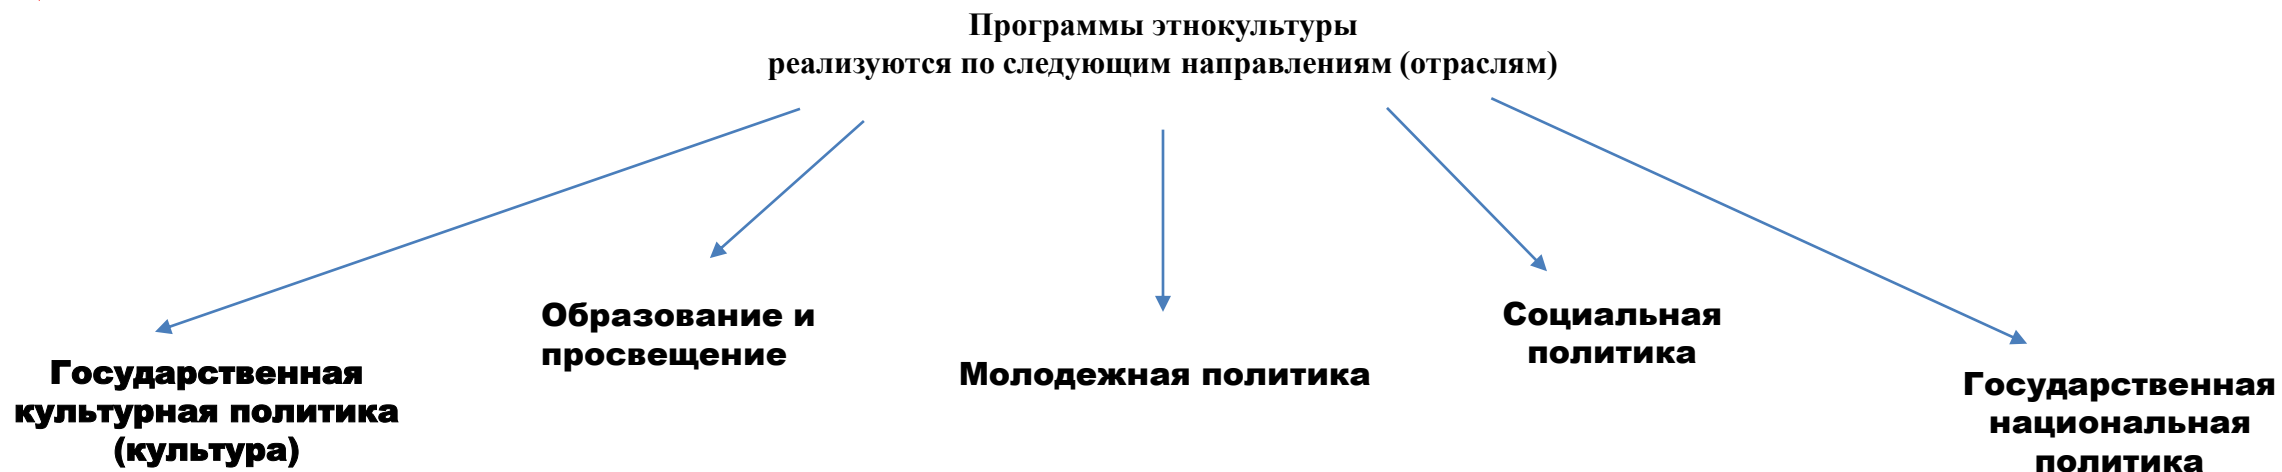 Программы этнокультуры
реализуются по следующим направлениям (отраслям)
Государственная
культурная политика
(культура)
Образование и
просвещение
Молодежная политика
Социальная
политика
Государственная
национальная
политика